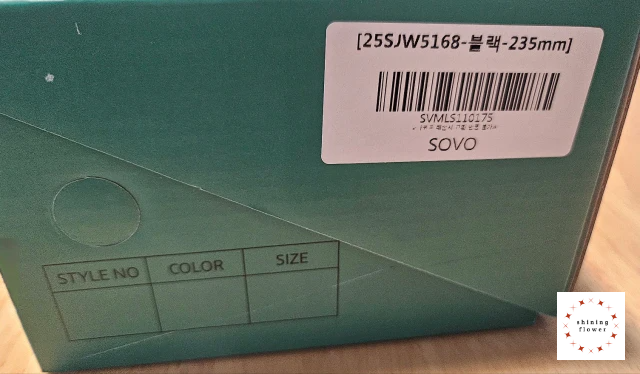 [25SJW5168-블랙-235mm]
SVMLS110175
SOVO
STYLE NO COLOR SIZE
shining
flower